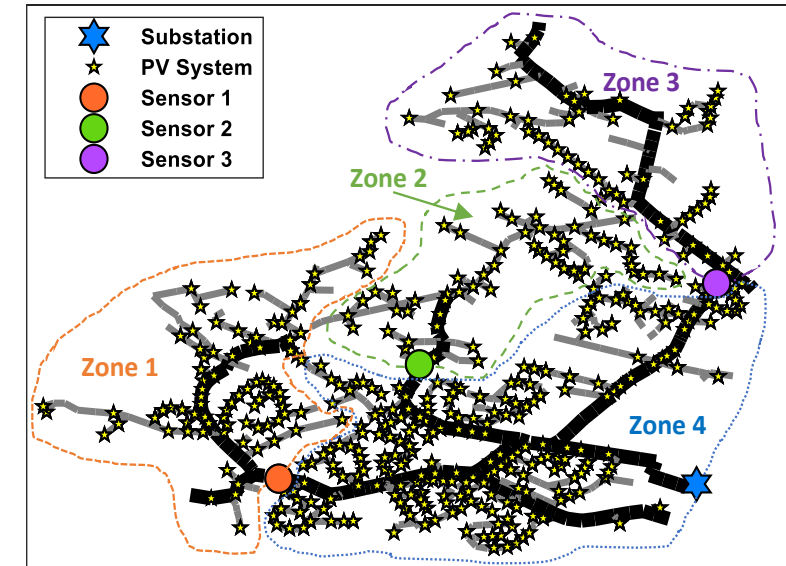 Substation
PV System
Sensor 1
Sensor 2
Sensor 3
Zone 3
Zone 2
Zone 1
Zone 4